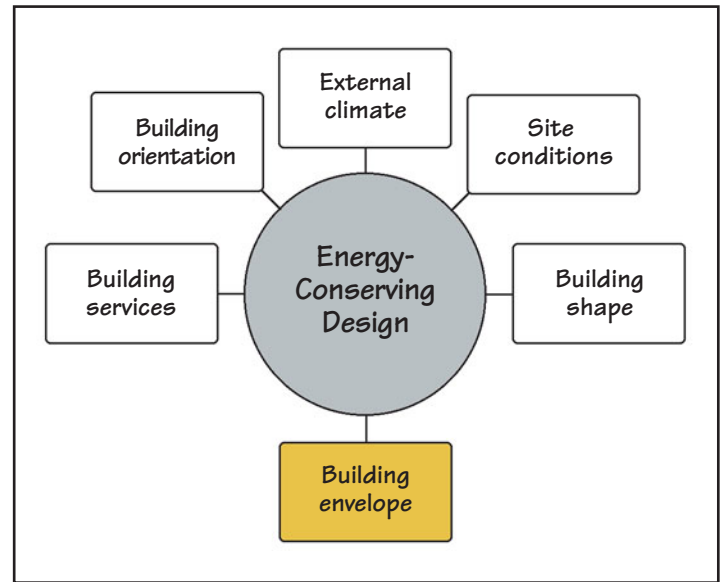 External
climate
Building
orientation
Site
conditions
Building
services
Energy-
Conserving
Design
Building
shape
Building
envelope